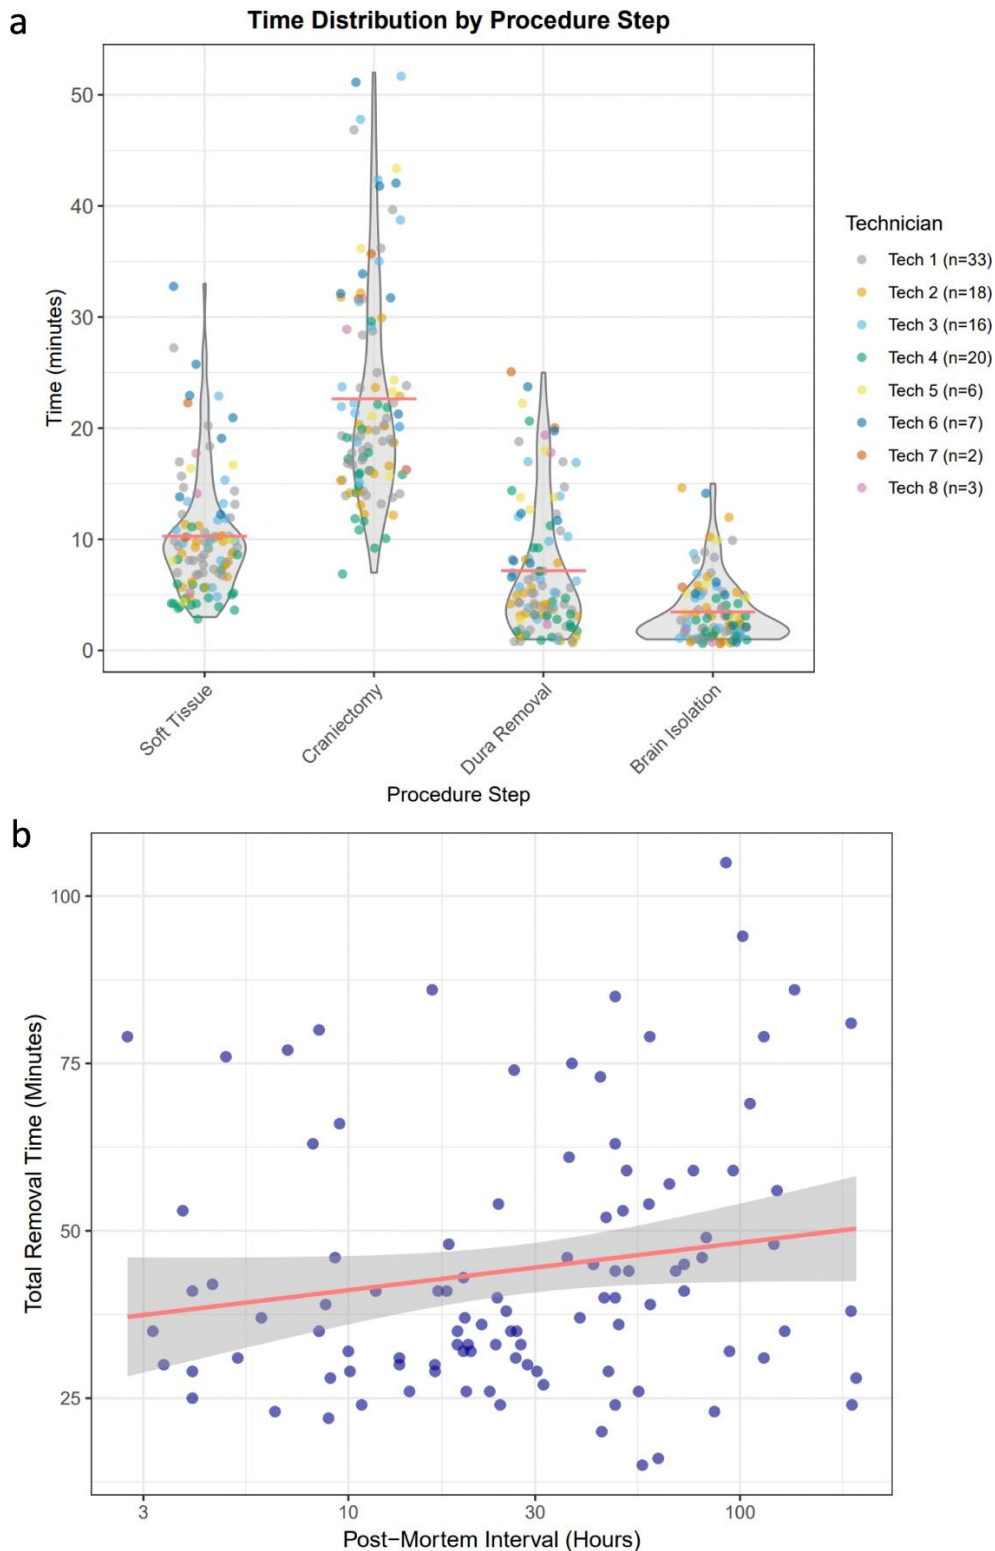 a
Time Distribution by Procedure Step
50
40
30
20
10
0
Time (minutes)
Soft Tissue
Craniectomy
Dura Removal
Brain Isolation
Procedure Step
Technician
Tech 1 (n=33)
Tech 2 (n=18)
Tech 3 (n=16)
Tech 4 (n=20)
Tech 5 (n=6)
Tech 6 (n=7)
Tech 7 (n=2)
Tech 8 (n=3)
b
100
75
50
25
Total Removal Time (Minutes)
3
10
30
100
Post−Mortem Interval (Hours)